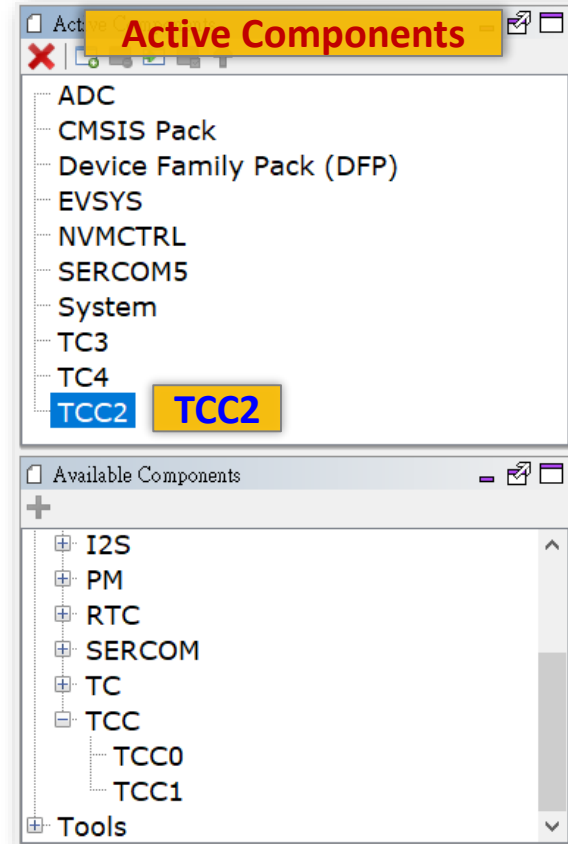 Active Components
ADC
CMSIS Pack
Device Family Pack (DFP)
EVSYS
NVMCTRL
SERCOM5
System
TC3
TC4
TCC2 TCC2
Available Components
I2S
PM
RTC
SERCOM
TC
TCC
TCC0
TCC1
Tools